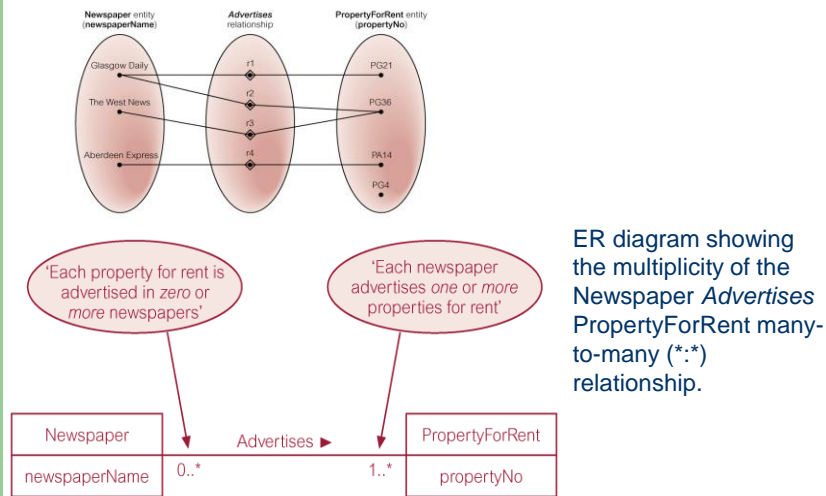 Newspaper entity
(newspaperName)
Advertises
relationship
PropertyForRent entity
(propertyNo)
Glasgow Daily
r1
PG21
The West News
r2
PG36
r3
Aberdeen Express
r4
PA14
PG4
'Each property for rent is
advertised in zero or
more newspapers'
'Each newspaper
advertises one or more
properties for rent'
ER diagram showing
the multiplicity of the
Newspaper Advertises
PropertyForRent many-
to-many (*:*)
relationship.
Newspaper
Advertises ►
PropertyForRent
newspaperName
0..*
1..*
propertyNo